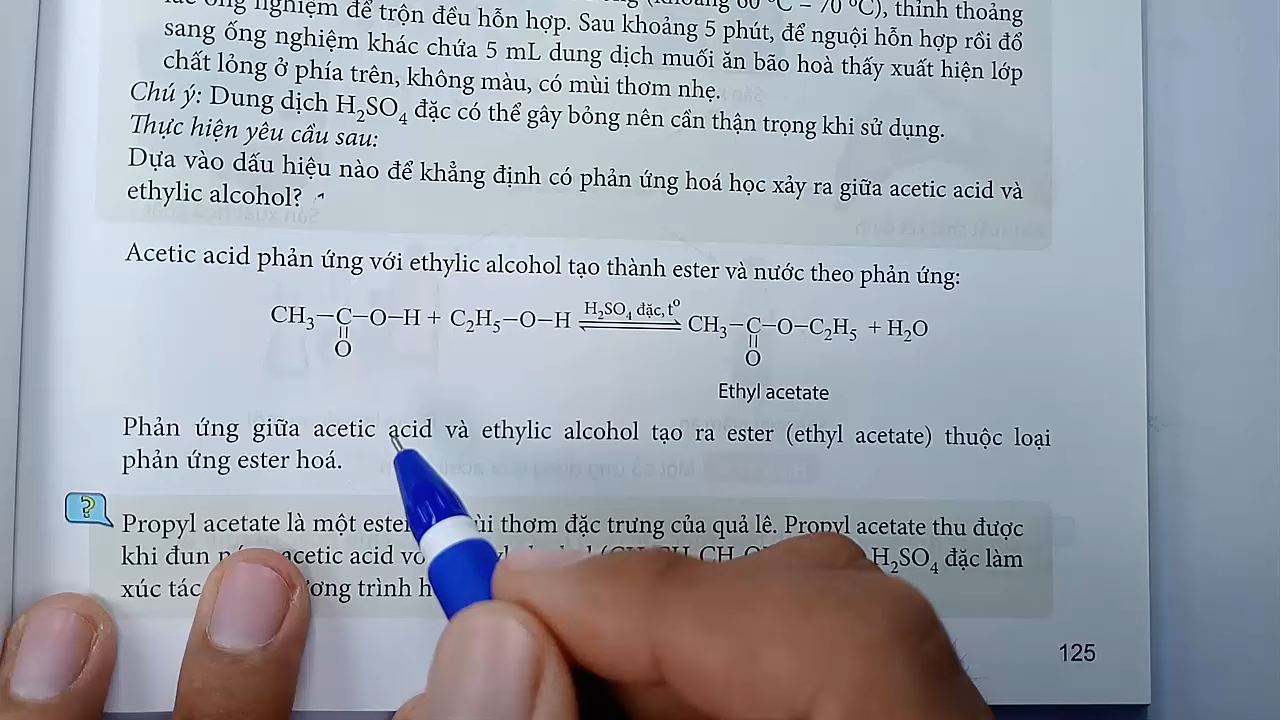 ống nghiệm để trộn đều hỗn hợp. Sau khoảng 5 phút, để nguội hỗn hợp rồi đổ
60 °C – 70 °C), thỉnh thoảng
sang ống nghiệm khác chứa 5 mL dung dịch muối ăn bão hoà thấy xuất hiện lớp
chất lỏng ở phía trên, không màu, có mùi thơm nhẹ.
Chú ý: Dung dịch H₂SO₄ đặc có thể gây bỏng nên cần thận trọng khi sử dụng.
Thực hiện yêu cầu sau:
Dựa vào dấu hiệu nào để khẳng định có phản ứng hoá học xảy ra giữa acetic acid và
ethylic alcohol?
Acetic acid phản ứng với ethylic alcohol tạo thành ester và nước theo phản ứng:
H₂SO₄ đặc, t°
CH₃–C–O–H + C₂H₅–O–H ⇌ CH₃–C–O–C₂H₅ + H₂O
O O
Ethyl acetate
Phản ứng giữa acetic acid và ethylic alcohol tạo ra ester (ethyl acetate) thuộc loại
phản ứng ester hoá.
?
Propyl acetate là một ester thơm đặc trưng của quả lê. Propyl acetate thu được
khi đun acetic acid H₂SO₄ đặc làm
xúc tác trình
125